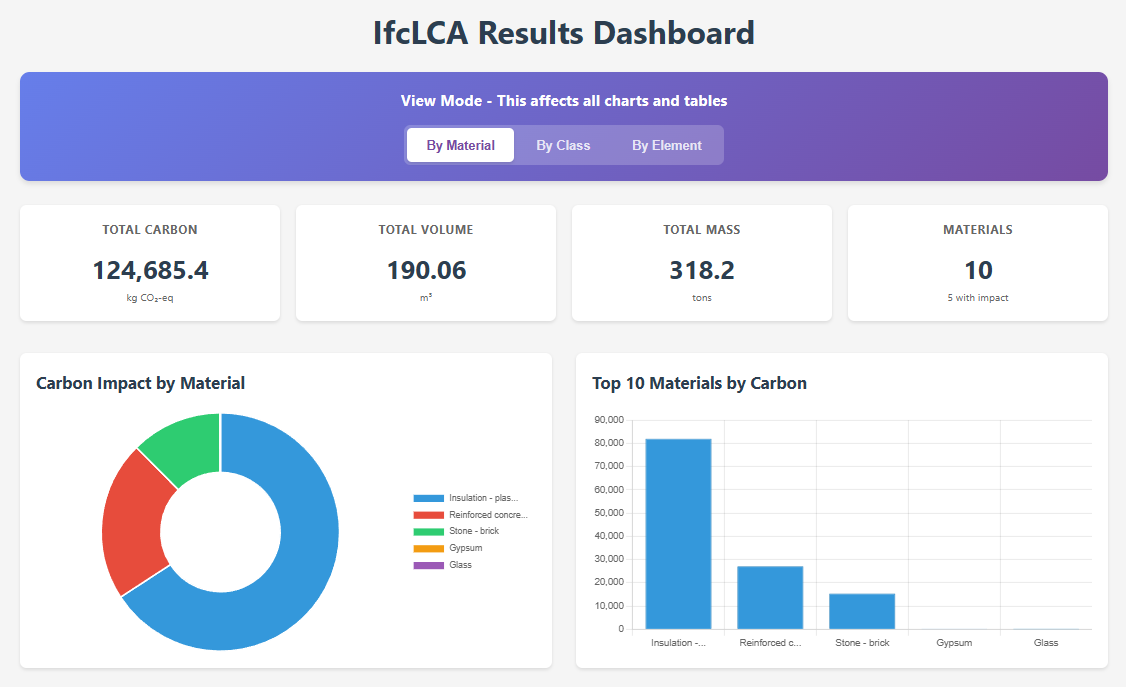 IfcLCA Results Dashboard
View Mode - This affects all charts and tables
By Material By Class By Element
TOTAL CARBON
124,685.4
kg CO₂-eq
TOTAL VOLUME
190.06
m³
TOTAL MASS
318.2
tons
MATERIALS
10
5 with impact
Carbon Impact by Material
Insulation - plas...
Reinforced concre...
Stone - brick
Gypsum
Glass
Top 10 Materials by Carbon
90,000
80,000
70,000
60,000
50,000
40,000
30,000
20,000
10,000
0
Insulation -... Reinforced c... Stone - brick Gypsum Glass